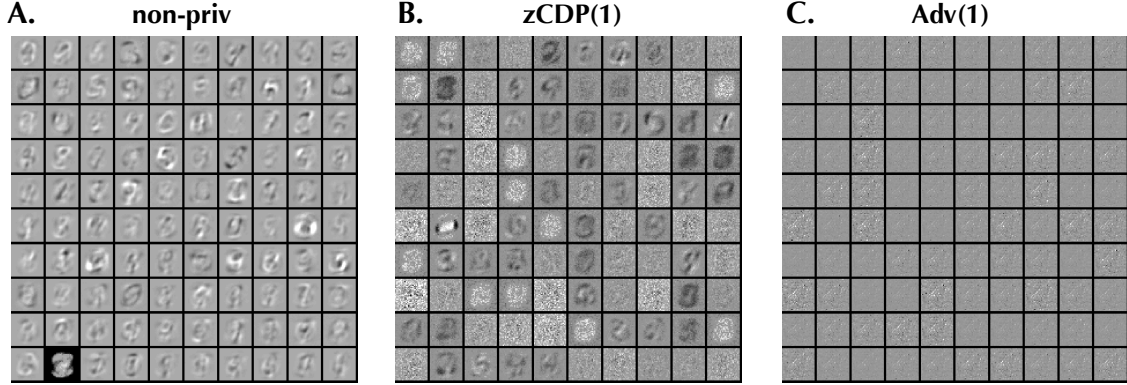 A. non-priv
B. zCDP(1)
C. Adv(1)